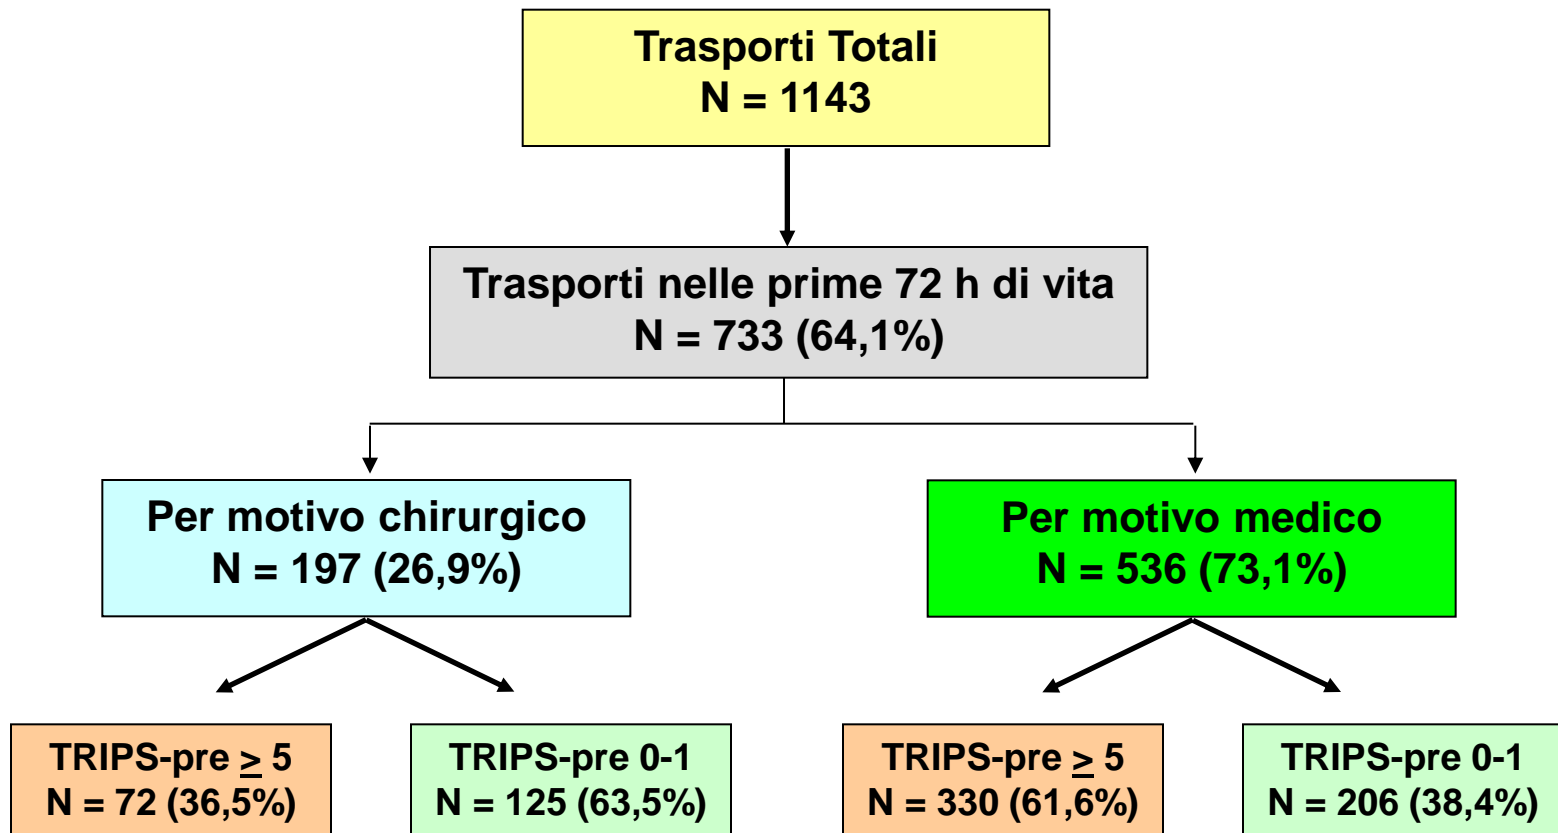 Trasporti Totali
N = 1143
Trasporti nelle prime 72 h di vita
N = 733 (64,1%)
Per motivo chirurgico
N = 197 (26,9%)
Per motivo medico
N = 536 (73,1%)
TRIPS-pre ≥ 5
N = 72 (36,5%)
TRIPS-pre 0-1
N = 125 (63,5%)
TRIPS-pre ≥ 5
N = 330 (61,6%)
TRIPS-pre 0-1
N = 206 (38,4%)